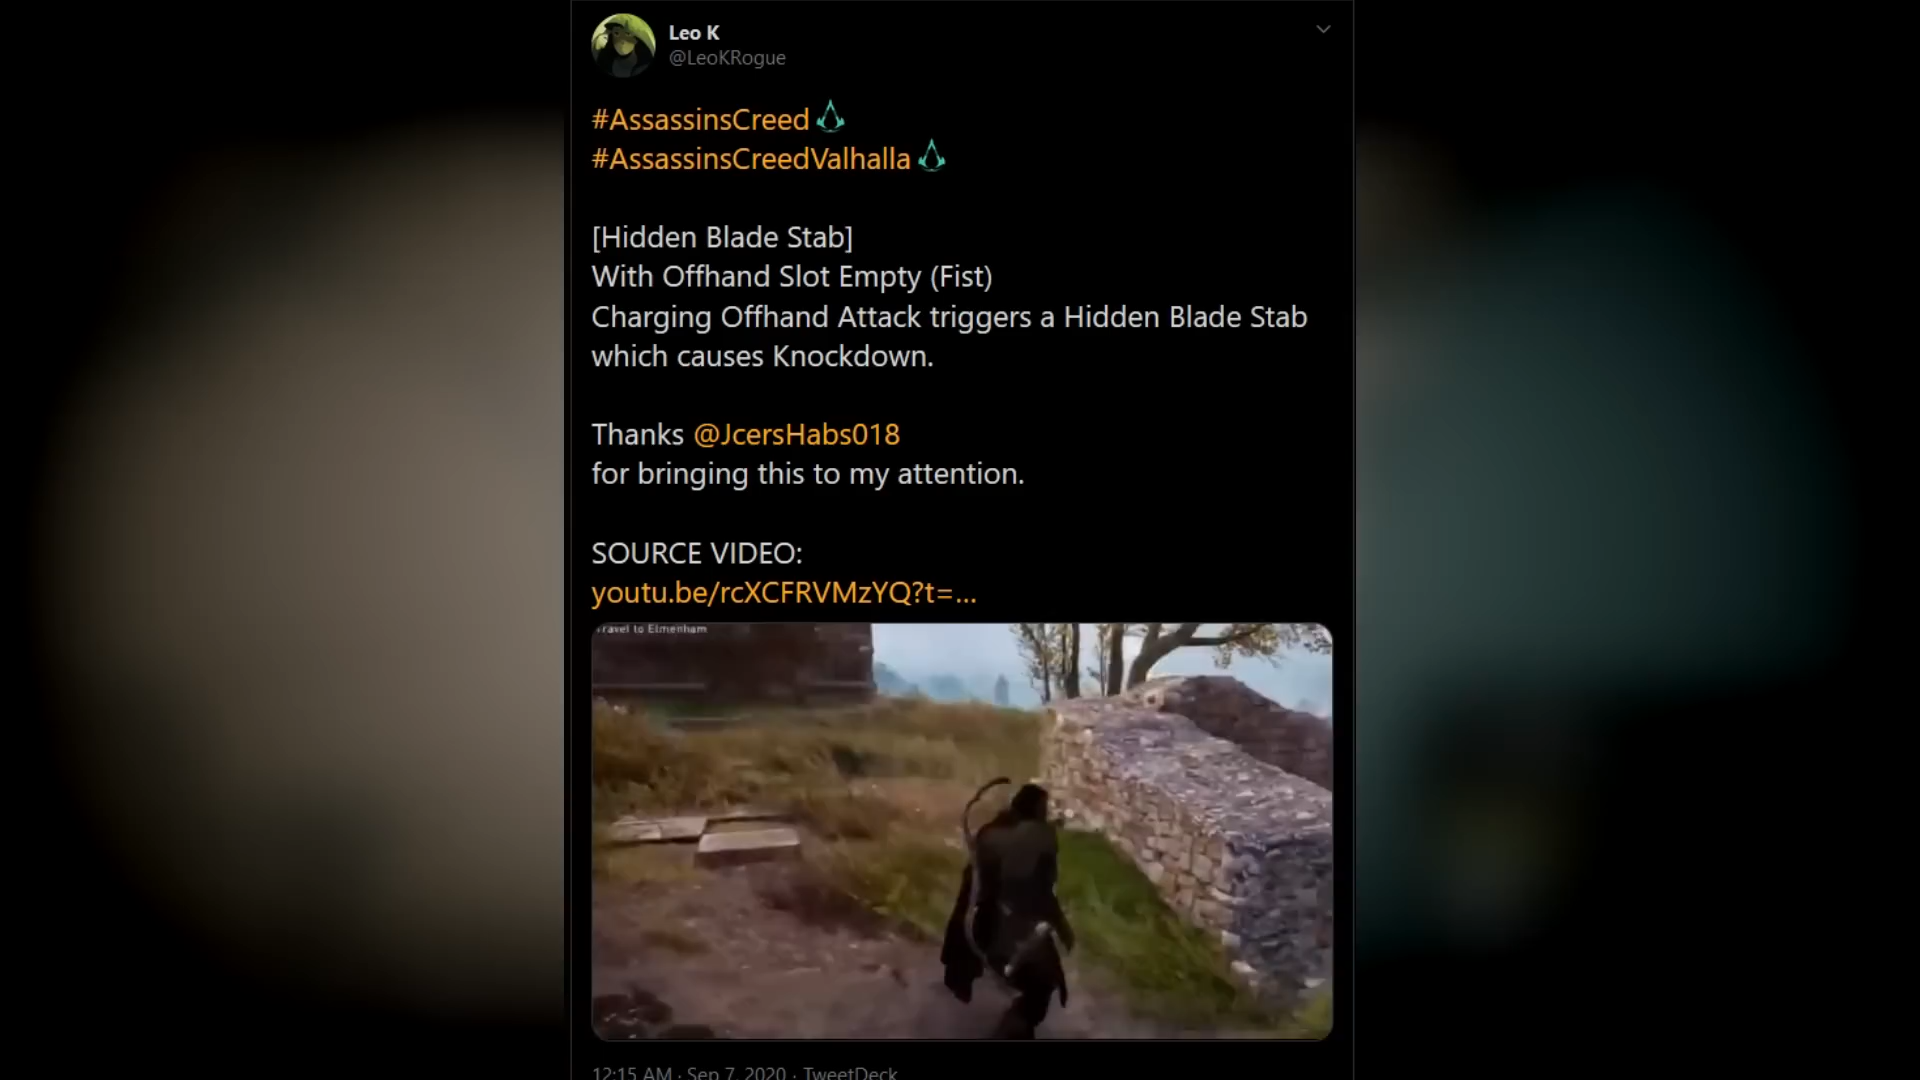 Leo K
@LeoKRogue
#AssassinsCreed
#AssassinsCreedValhalla
[Hidden Blade Stab]
With Offhand Slot Empty (Fist)
Charging Offhand Attack triggers a Hidden Blade Stab
which causes Knockdown.
Thanks @JcersHabs018
for bringing this to my attention.
SOURCE VIDEO:
youtu.be/rcXCFRVMzYQ?t=...
Travel to Elmenham
12:15 AM · Sep 7, 2020 · TweetDeck